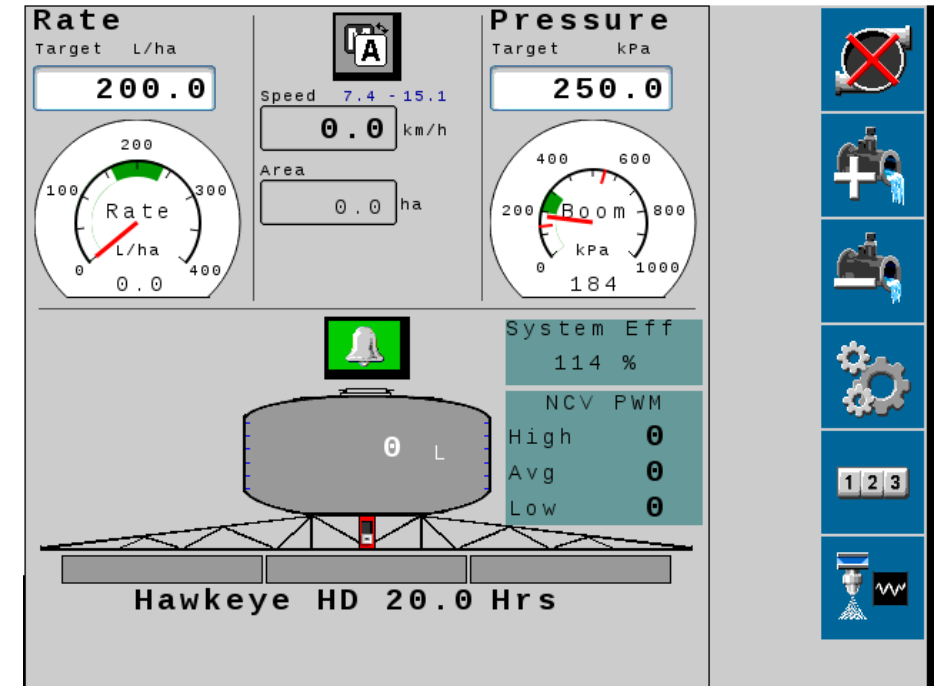 Rate
Target L/ha
200.0
0
100
200
300
400
Rate
L/ha
0.0
A
Speed 7.4 - 15.1
0.0 km/h
Area
0.0 ha
Pressure
Target kPa
250.0
0
200
400
600
800
1000
Boom
kPa
184
System Eff
114 %
NCV PWM
High 0
Avg 0
Low 0
0 L
Hawkeye HD 20.0 Hrs
1 2 3